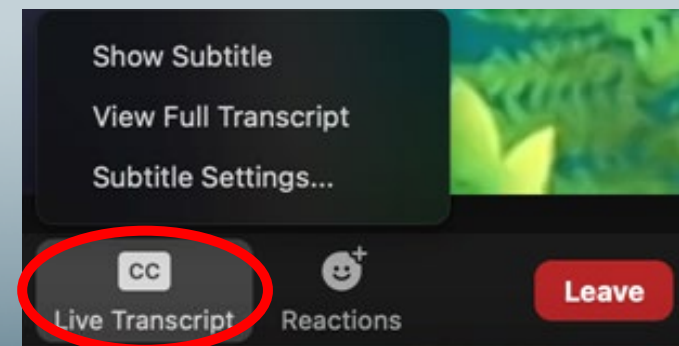 Show Subtitle
View Full Transcript
Subtitle Settings...
CC
Live Transcript
Reactions
Leave